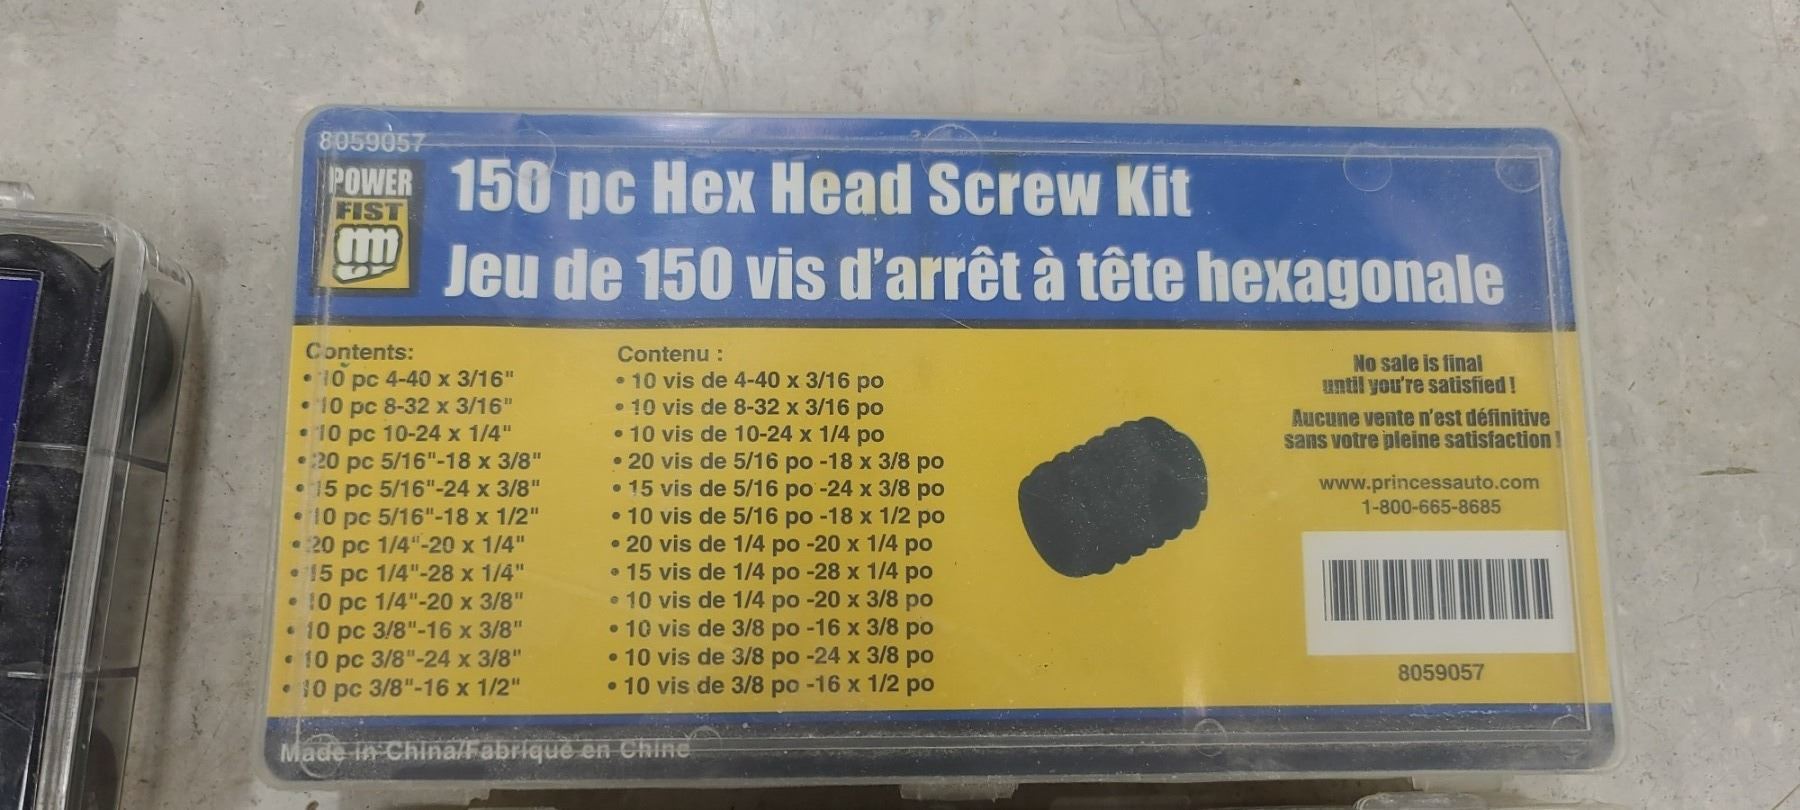 8059057
POWER
FIST
150 pc Hex Head Screw Kit
Jeu de 150 vis d'arrêt à tête hexagonale
Contents:
• 10 pc 4-40 x 3/16"
• 10 pc 8-32 x 3/16"
• 10 pc 10-24 x 1/4"
• 20 pc 5/16"-18 x 3/8"
• 15 pc 5/16"-24 x 3/8"
• 10 pc 5/16"-18 x 1/2"
• 20 pc 1/4"-20 x 1/4"
• 15 pc 1/4"-28 x 1/4"
• 10 pc 1/4"-20 x 3/8"
• 10 pc 3/8"-16 x 3/8"
• 10 pc 3/8"-24 x 3/8"
• 10 pc 3/8"-16 x 1/2"
Contenu :
• 10 vis de 4-40 x 3/16 po
• 10 vis de 8-32 x 3/16 po
• 10 vis de 10-24 x 1/4 po
• 20 vis de 5/16 po -18 x 3/8 po
• 15 vis de 5/16 po -24 x 3/8 po
• 10 vis de 5/16 po -18 x 1/2 po
• 20 vis de 1/4 po -20 x 1/4 po
• 15 vis de 1/4 po -28 x 1/4 po
• 10 vis de 1/4 po -20 x 3/8 po
• 10 vis de 3/8 po -16 x 3/8 po
• 10 vis de 3/8 po -24 x 3/8 po
• 10 vis de 3/8 po -16 x 1/2 po
No sale is final
until you're satisfied !
Aucune vente n'est définitive
sans votre pleine satisfaction !
www.princessauto.com
1-800-665-8685
8059057
Made in China/Fabriqué en Chine